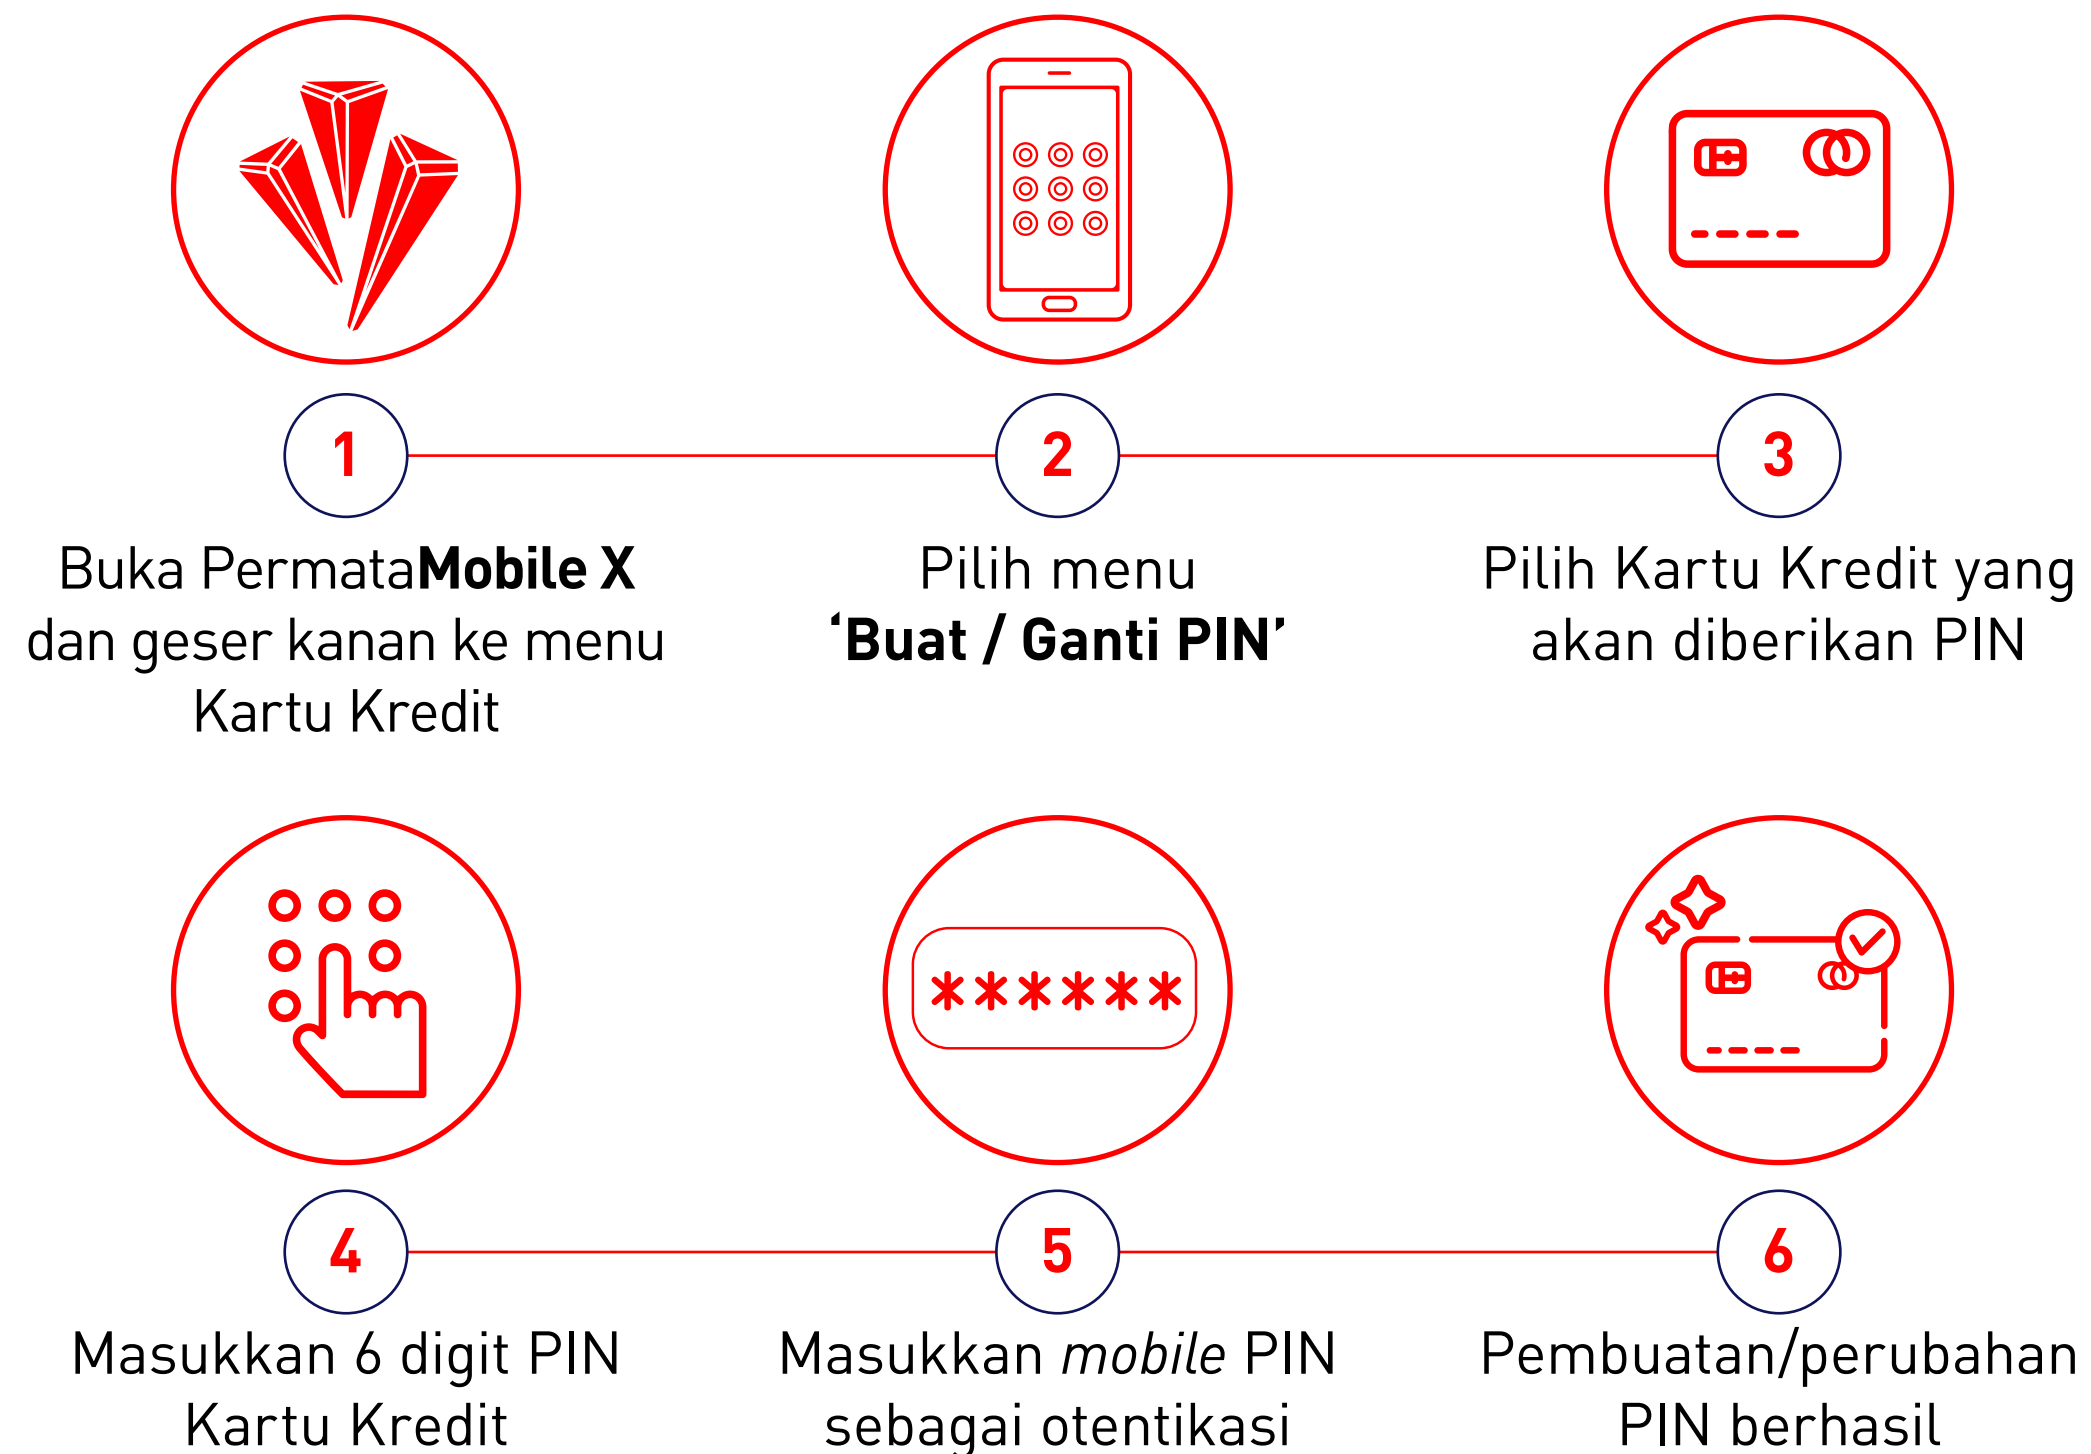 1
Buka PermataMobile X
dan geser kanan ke menu
Kartu Kredit
2
Pilih menu
‘Buat / Ganti PIN’
3
Pilih Kartu Kredit yang
akan diberikan PIN
4
Masukkan 6 digit PIN
Kartu Kredit
******
5
Masukkan mobile PIN
sebagai otentikasi
6
Pembuatan/perubahan
PIN berhasil